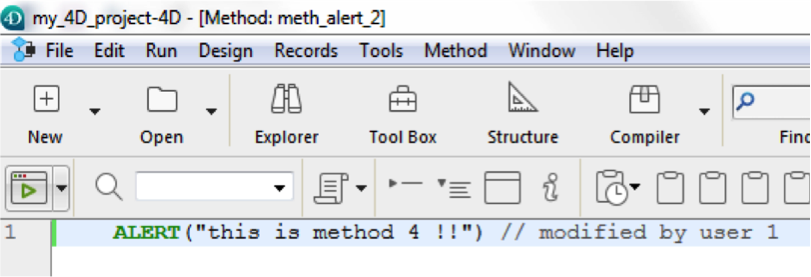 4D my_4D_project-4D - [Method: meth_alert_2]
File Edit Run Design Records Tools Method Window Help
New Open Explorer Tool Box Structure Compiler
1 ALERT("this is method 4 !!") // modified by user 1